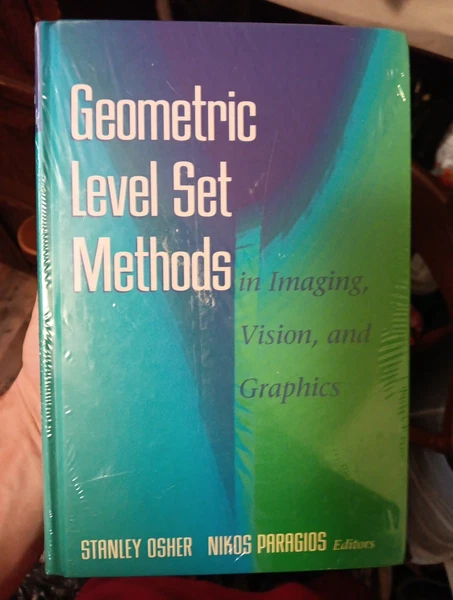 Geometric
Level Set
Methods in Imaging,
Vision, and
Graphics
STANLEY OSHER NIKOS PARAGIOS Editors